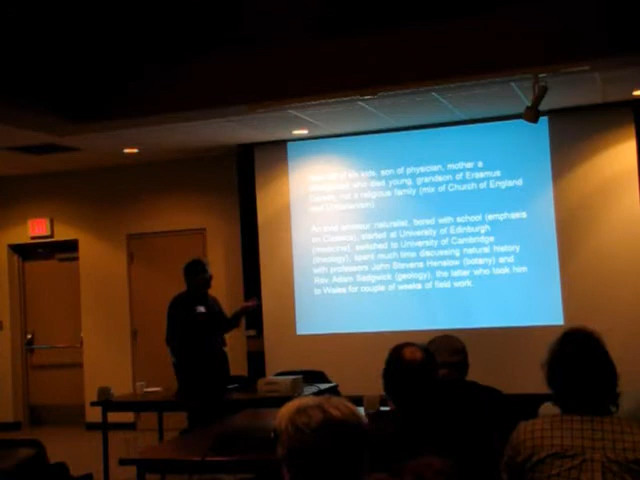 of six kids, son of physician, mother a
who died young, grandson of Erasmus
not a religious family (mix of Church of England
and Unitarianism)
An avid amateur naturalist, bored with school (emphasis
on Classics), started at University of Edinburgh
(medicine), switched to University of Cambridge
(theology), spent much time discussing natural history
with professors John Stevens Henslow (botany) and
Rev. Adam Sedgwick (geology), the latter who took him
to Wales for couple of weeks of field work.
EXIT